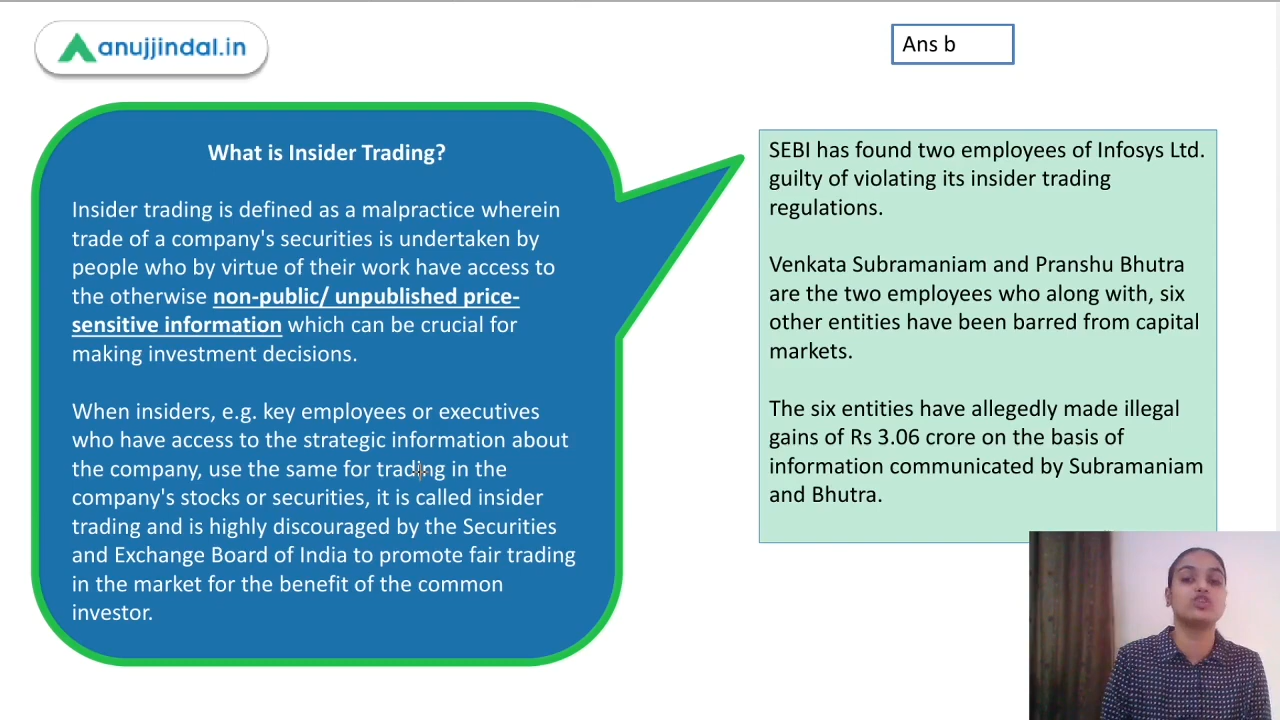 anujjindal.in
Ans b
What is Insider Trading?
Insider trading is defined as a malpractice wherein
trade of a company's securities is undertaken by
people who by virtue of their work have access to
the otherwise non-public/ unpublished price-
sensitive information which can be crucial for
making investment decisions.
When insiders, e.g. key employees or executives
who have access to the strategic information about
the company, use the same for trading in the
company's stocks or securities, it is called insider
trading and is highly discouraged by the Securities
and Exchange Board of India to promote fair trading
in the market for the benefit of the common
investor.
SEBI has found two employees of Infosys Ltd.
guilty of violating its insider trading
regulations.
Venkata Subramaniam and Pranshu Bhutra
are the two employees who along with, six
other entities have been barred from capital
markets.
The six entities have allegedly made illegal
gains of Rs 3.06 crore on the basis of
information communicated by Subramaniam
and Bhutra.